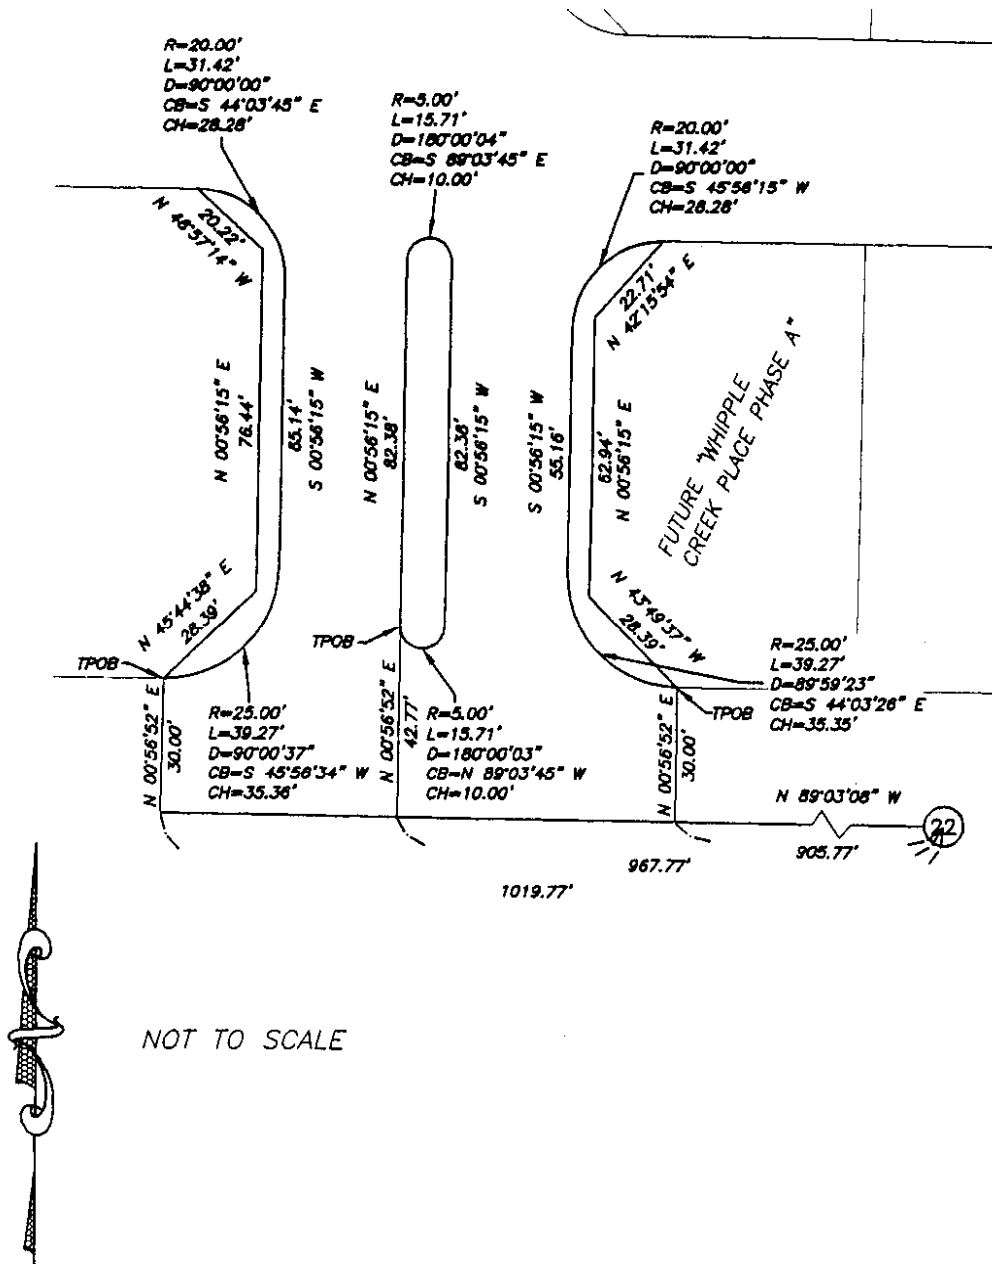 R=20.00'
L=31.42'
D=90°00'00"
CB=S 44°03'45" E
CH=28.28'
R=5.00'
L=15.71'
D=180°00'04"
CB=S 89°03'45" E
CH=10.00'
R=20.00'
L=31.42'
D=90°00'00"
CB=S 45°56'15" W
CH=28.28'
20.22'
N 46°57'14" W
22.71'
N 42°15'54" E
N 00°56'15" E
76.44'
65.14'
S 00°56'15" W
N 00°56'15" E
82.38'
82.38'
S 00°56'15" W
S 00°56'15" W
55.16'
62.94'
N 00°56'15" E
FUTURE "WHIPPLE
CREEK PLACE PHASE A"
N 45°44'38" E
28.39'
N 43°49'37" W
28.39'
TPOB
TPOB
TPOB
R=25.00'
L=39.27'
D=89°59'23"
CB=S 44°03'26" E
CH=35.35'
N 00°56'52" E
30.00'
R=25.00'
L=39.27'
D=90°00'37"
CB=S 45°56'34" W
CH=35.36'
N 00°56'52" E
42.77'
R=5.00'
L=15.71'
D=180°00'03"
CB=N 89°03'45" W
CH=10.00'
N 00°56'52" E
30.00'
N 89°03'08" W
22
905.77'
967.77'
1019.77'
NOT TO SCALE